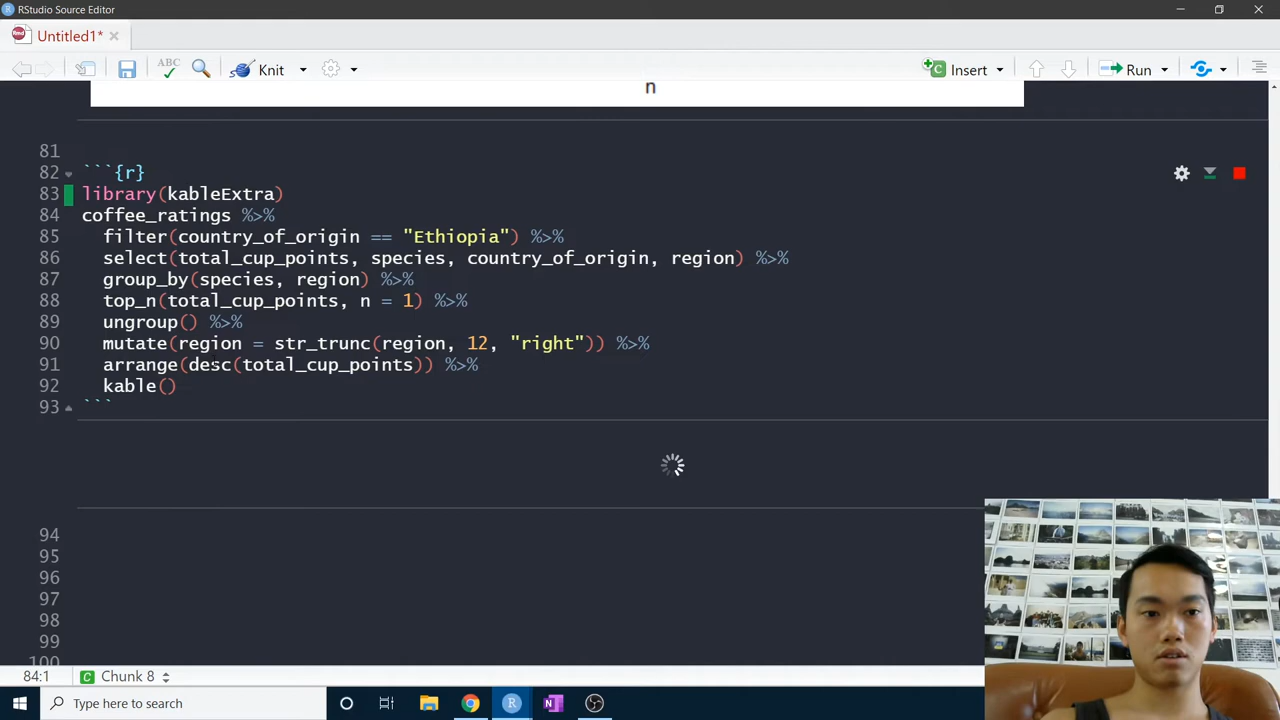 RStudio Source Editor
Untitled1*
ABC
Knit
Insert
Run
n
81
82 ```{r}
83 library(kableExtra)
84 coffee_ratings %>%
85 filter(country_of_origin == "Ethiopia") %>%
86 select(total_cup_points, species, country_of_origin, region) %>%
87 group_by(species, region) %>%
88 top_n(total_cup_points, n = 1) %>%
89 ungroup() %>%
90 mutate(region = str_trunc(region, 12, "right")) %>%
91 arrange(desc(total_cup_points)) %>%
92 kable()
93 ```
94
95
96
97
98
99
100
84:1 Chunk 8
Type here to search